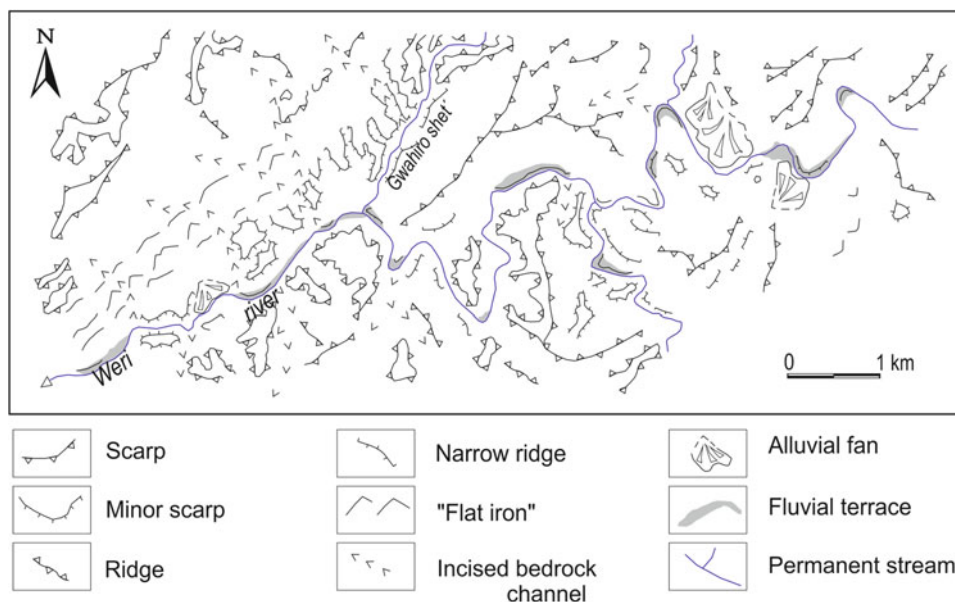 N
Gwahiro shet'
Weri
river
0 1 km
Scarp
Narrow ridge
Alluvial fan
Minor scarp
"Flat iron"
Fluvial terrace
Ridge
Incised bedrock
channel
Permanent stream